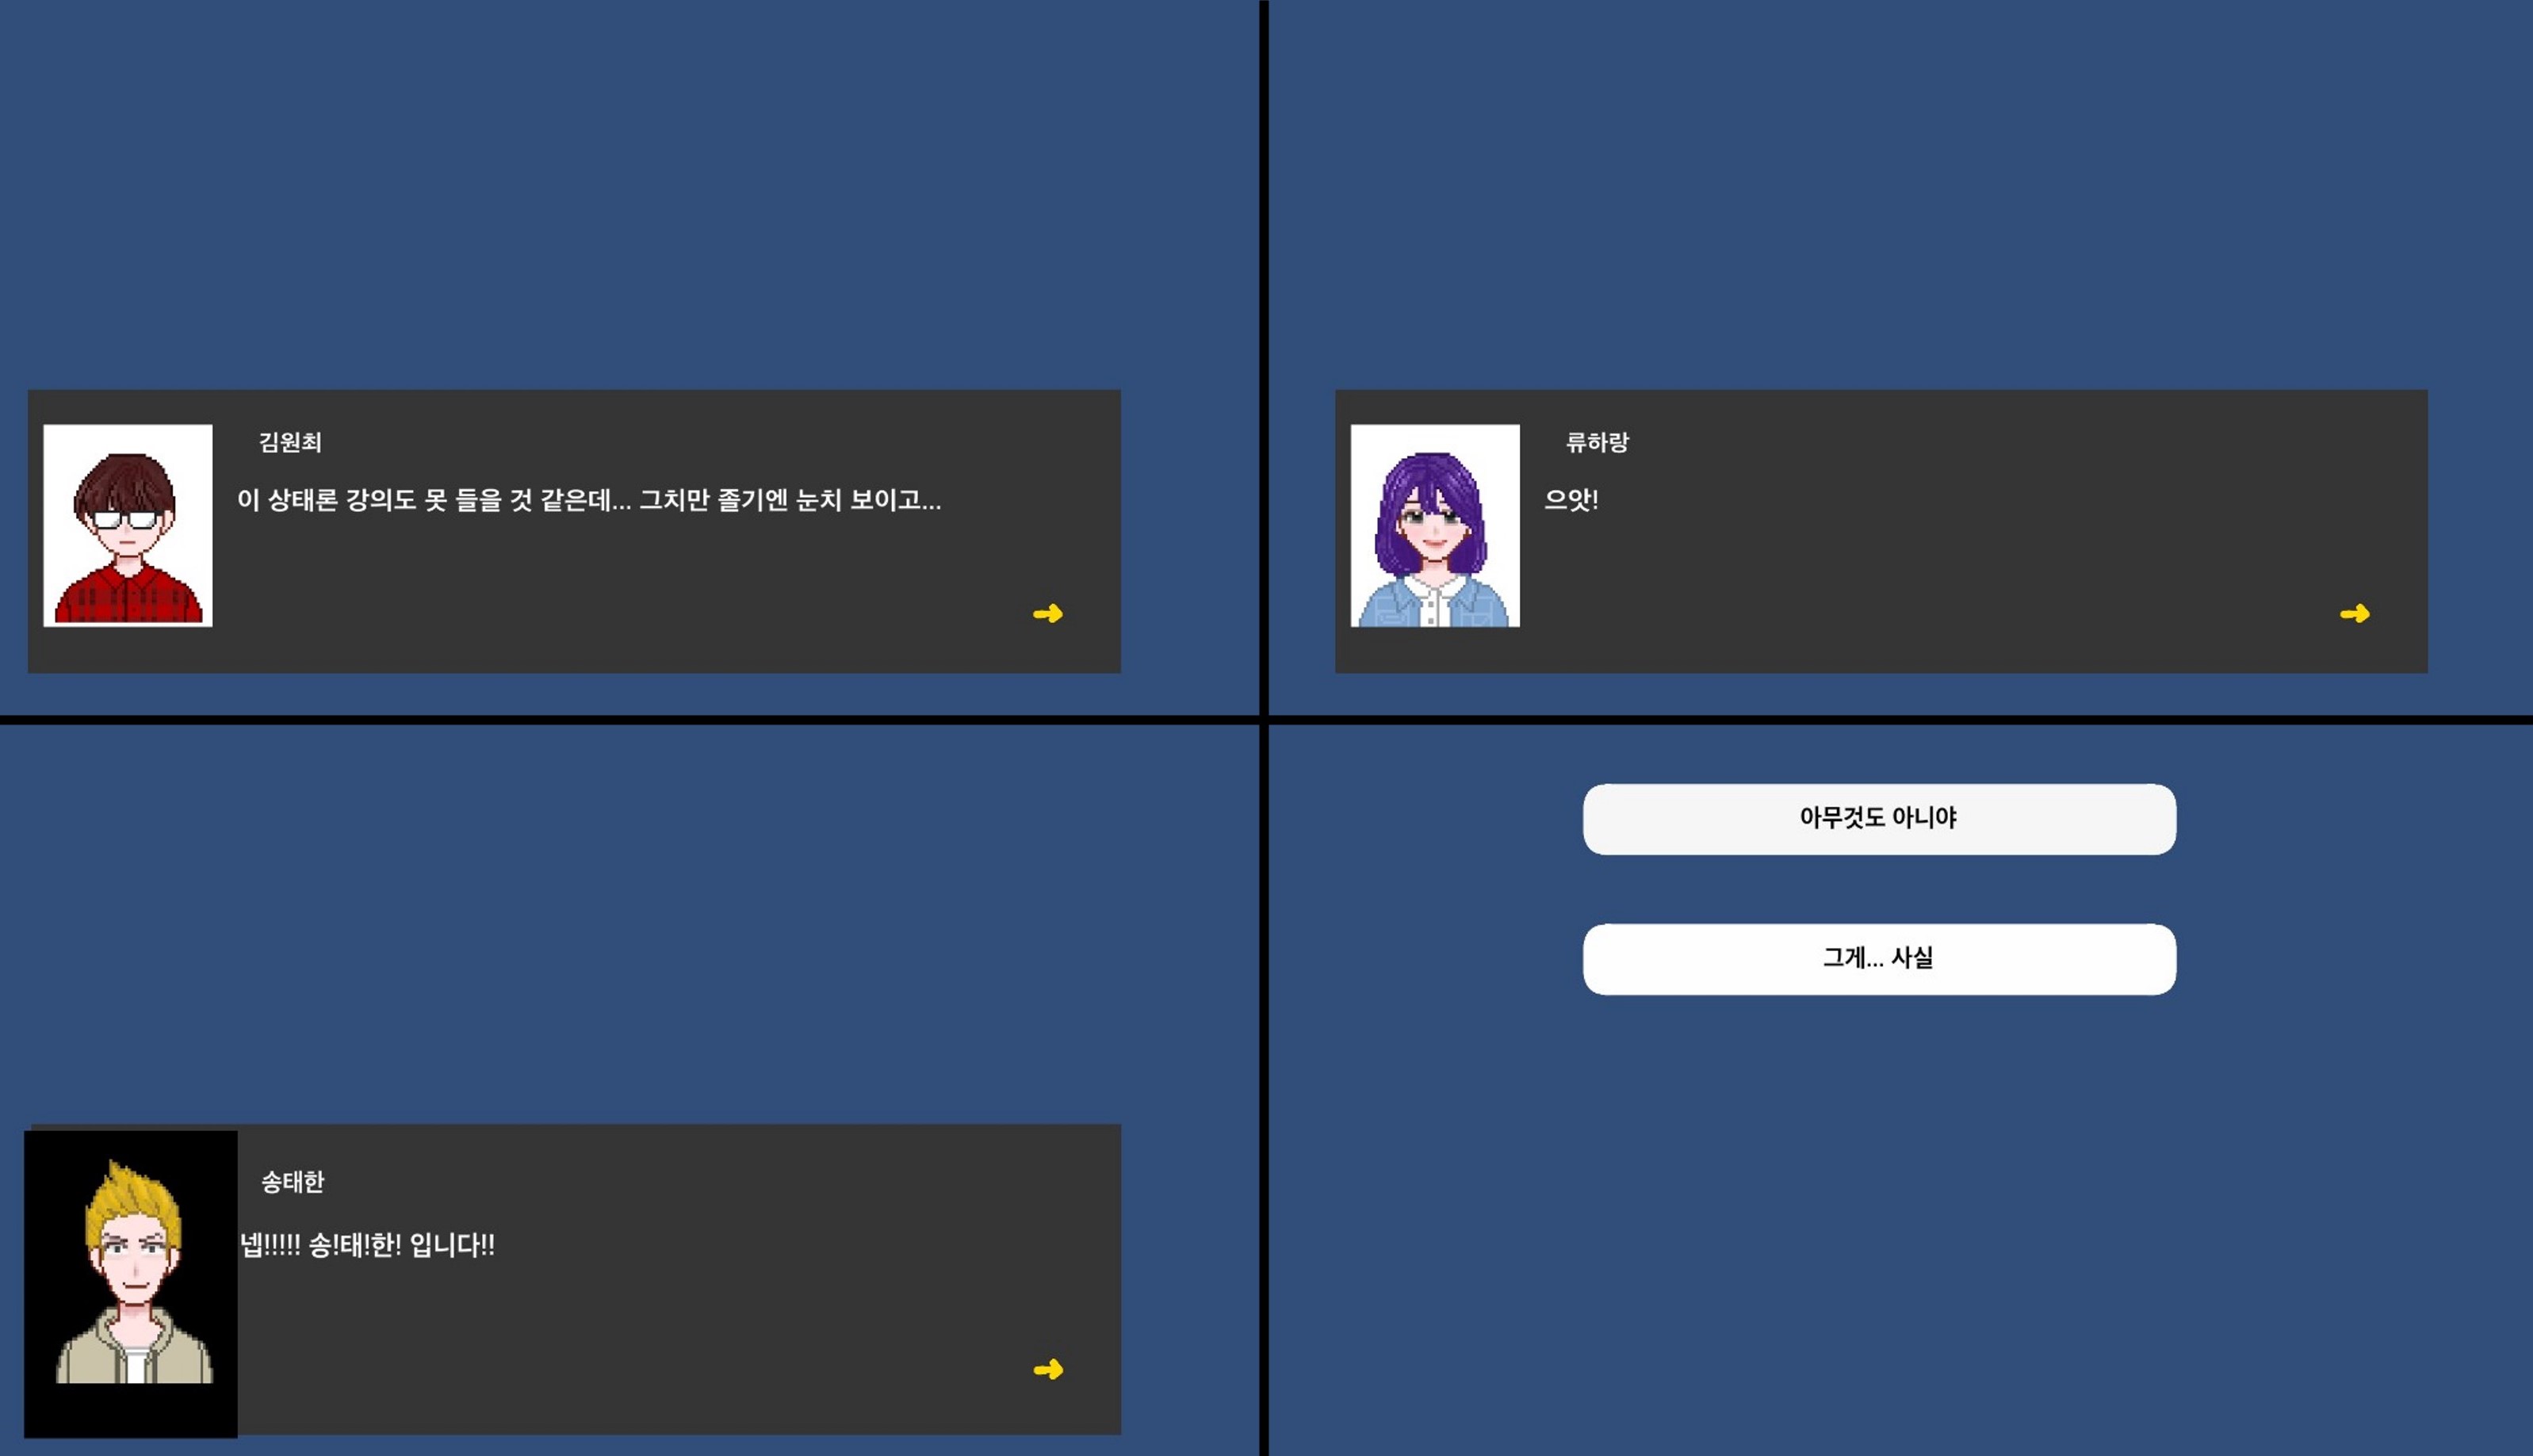 김원최
이 상태론 강의도 못 들을 것 같은데... 그치만 졸기엔 눈치 보이고...
류하랑
으앗!
송태한
넵!!!!! 송!태!한! 입니다!!
아무것도 아니야
그게... 사실